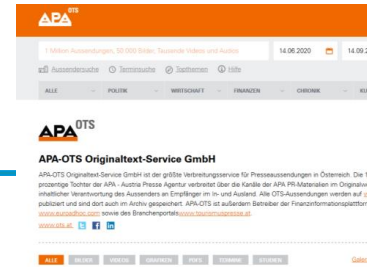 APA OTS
1 Million Aussendungen, 50.000 Bilder, Tausende Videos und Audios 14.06.2020 14.09.2
Aussendersuche Terminsuche Topthemen Hilfe
ALLE POLITIK WIRTSCHAFT FINANZEN CHRONIK KU
APA OTS
APA-OTS Originaltext-Service GmbH
APA-OTS Originaltext-Service GmbH ist der größte Verbreitungsservice für Presseaussendungen in Österreich. Die 1
prozentige Tochter der APA - Austria Presse Agentur verbreitet über die Kanäle der APA PR-Materialien im Originalwo
inhaltlicher Verantwortung des Aussenders an Empfänger im In- und Ausland. Alle OTS-Aussendungen werden auf
publiziert und sind dort auch im Archiv gespeichert. APA-OTS ist außerdem Betreiber der Finanzinformationsplattform
www.euroadhoc.com sowie des Branchenportals www.tourismuspresse.at.
www.ots.at
ALLE BILDER VIDEOS GRAFIKEN PDFS TERMINE STUDIEN Galer